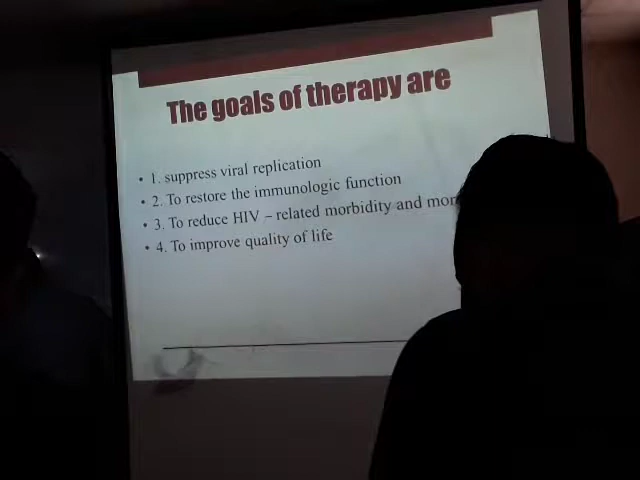 The goals of therapy are
• 1. suppress viral replication
• 2. To restore the immunologic function
• 3. To reduce HIV – related morbidity and
• 4. To improve quality of life